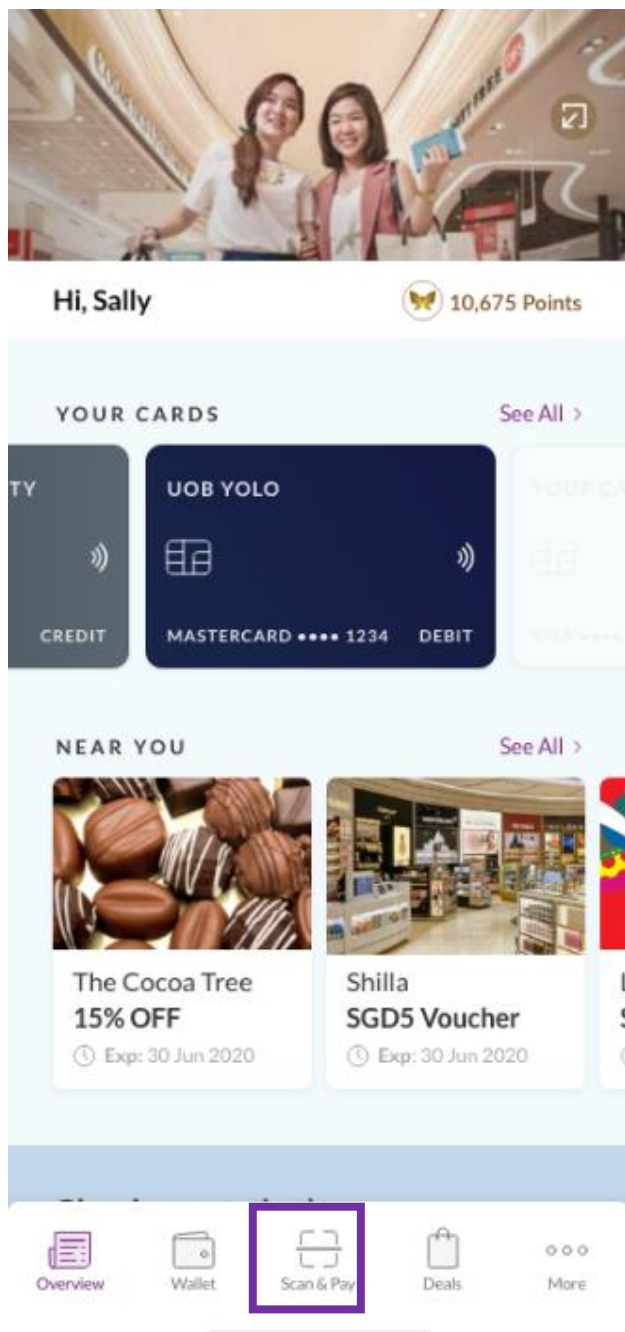 Hi, Sally
10,675 Points
YOUR CARDS
See All >
TY
CREDIT
UOB YOLO
MASTERCARD •••• 1234 DEBIT
NEAR YOU
See All >
The Cocoa Tree
15% OFF
Exp: 30 Jun 2020
Shilla
SGD5 Voucher
Exp: 30 Jun 2020
Overview
Wallet
Scan & Pay
Deals
More